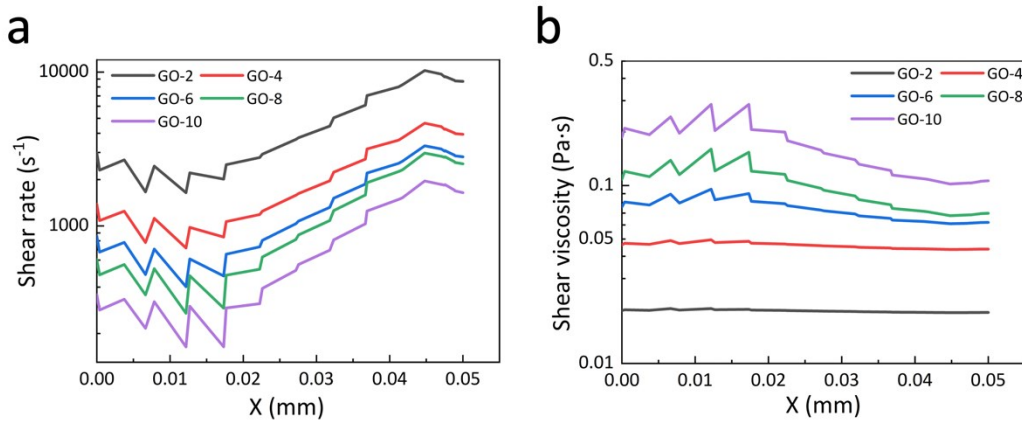 a
10000
1000
Shear rate (s⁻¹)
GO-2
GO-4
GO-6
GO-8
GO-10
0.00 0.01 0.02 0.03 0.04 0.05
X (mm)
b
0.5
0.1
0.05
0.01
Shear viscosity (Pa·s)
GO-2
GO-4
GO-6
GO-8
GO-10
0.00 0.01 0.02 0.03 0.04 0.05
X (mm)